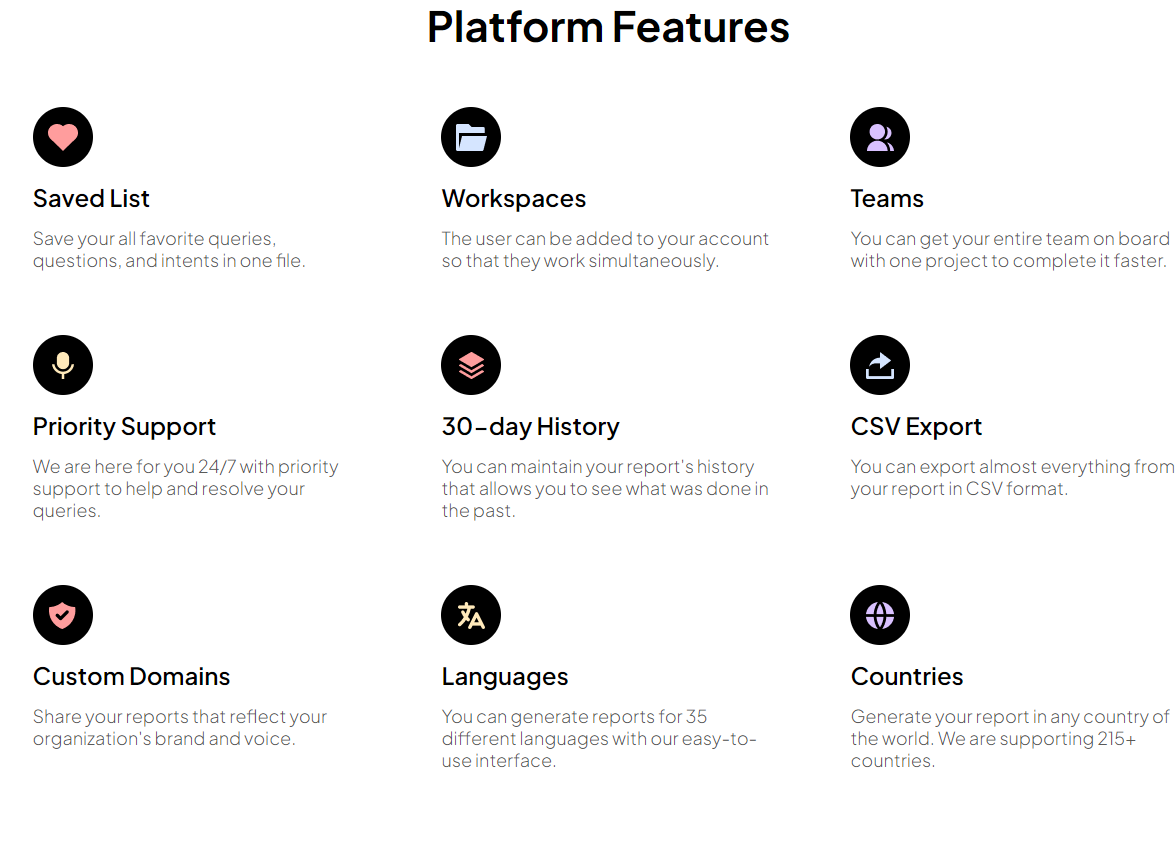 Platform Features
Saved List
Save your all favorite queries,
questions, and intents in one file.
Workspaces
The user can be added to your account
so that they work simultaneously.
Teams
You can get your entire team on board
with one project to complete it faster.
Priority Support
We are here for you 24/7 with priority
support to help and resolve your
queries.
30-day History
You can maintain your report's history
that allows you to see what was done in
the past.
CSV Export
You can export almost everything from
your report in CSV format.
Custom Domains
Share your reports that reflect your
organization's brand and voice.
Languages
You can generate reports for 35
different languages with our easy-to-
use interface.
Countries
Generate your report in any country of
the world. We are supporting 215+
countries.